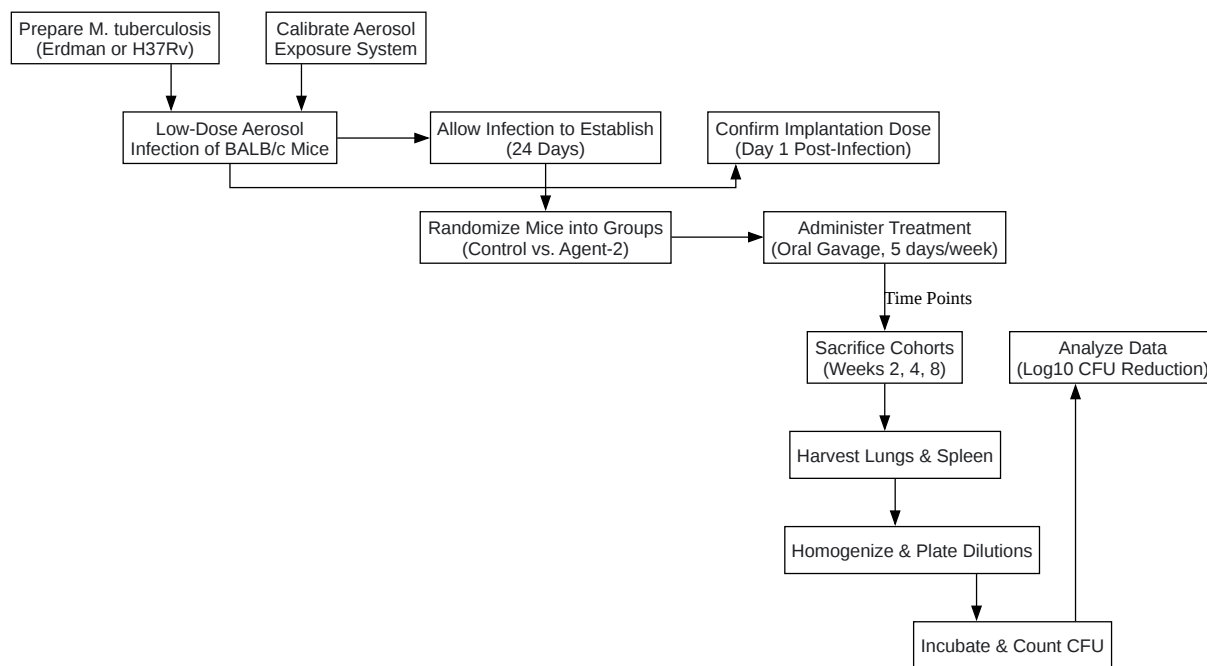 Prepare M. tuberculosis
(Erdman or H37Rv)
Calibrate Aerosol
Exposure System
Low-Dose Aerosol
Infection of BALB/c Mice
Allow Infection to Establish
(24 Days)
Confirm Implantation Dose
(Day 1 Post-Infection)
Randomize Mice into Groups
(Control vs. Agent-2)
Administer Treatment
(Oral Gavage, 5 days/week)
Time Points
Sacrifice Cohorts
(Weeks 2, 4, 8)
Analyze Data
(Log10 CFU Reduction)
Harvest Lungs & Spleen
Homogenize & Plate Dilutions
Incubate & Count CFU